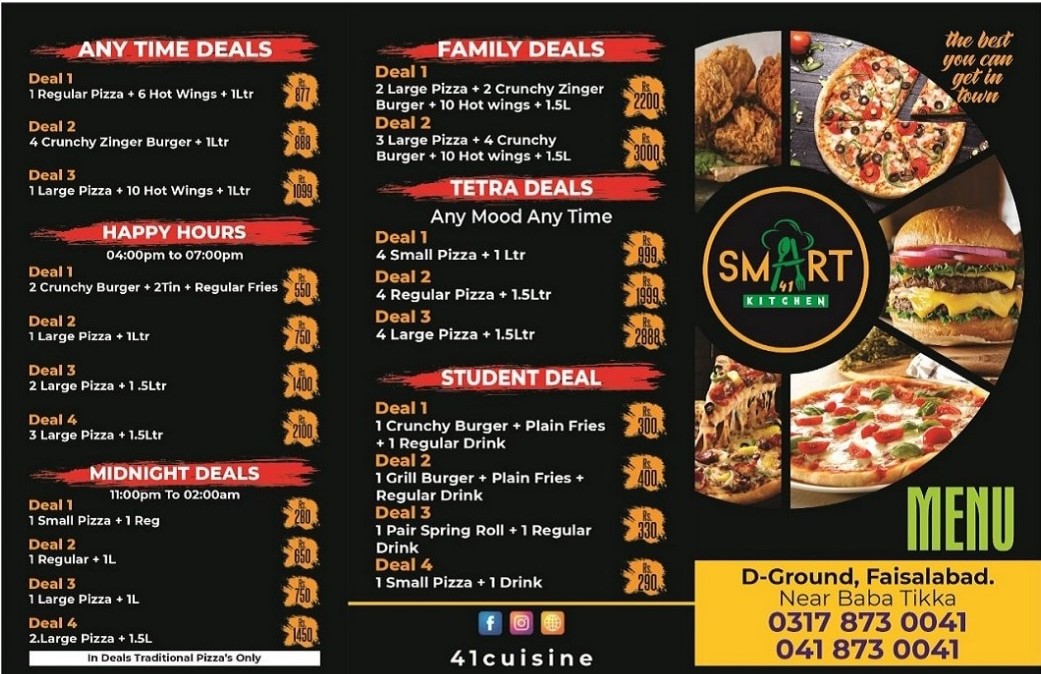 ANY TIME DEALS
Deal 1
1 Regular Pizza + 6 Hot Wings + 1Ltr
Rs.
877
Deal 2
4 Crunchy Zinger Burger + 1Ltr
Rs.
888
Deal 3
1 Large Pizza + 10 Hot Wings + 1Ltr
Rs.
1099
HAPPY HOURS
04:00pm to 07:00pm
Deal 1
2 Crunchy Burger + 2Tin + Regular Fries
Rs.
550
Deal 2
1 Large Pizza + 1Ltr
Rs.
750
Deal 3
2 Large Pizza + 1 .5Ltr
Rs.
1400
Deal 4
3 Large Pizza + 1.5Ltr
Rs.
2100
MIDNIGHT DEALS
11:00pm To 02:00am
Deal 1
1 Small Pizza + 1 Reg
Rs.
280
Deal 2
1 Regular + 1L
Rs.
650
Deal 3
1 Large Pizza + 1L
Rs.
750
Deal 4
2.Large Pizza + 1.5L
Rs.
1450
In Deals Traditional Pizza's Only
FAMILY DEALS
Deal 1
2 Large Pizza + 2 Crunchy Zinger
Burger + 10 Hot wings + 1.5L
Rs.
2200
Deal 2
3 Large Pizza + 4 Crunchy
Burger + 10 Hot wings + 1.5L
Rs.
3000
TETRA DEALS
Any Mood Any Time
Deal 1
4 Small Pizza + 1 Ltr
Rs.
999
Deal 2
4 Regular Pizza + 1.5Ltr
Rs.
1999
Deal 3
4 Large Pizza + 1.5Ltr
Rs.
2888
STUDENT DEAL
Deal 1
1 Crunchy Burger + Plain Fries
+ 1 Regular Drink
Rs.
300
Deal 2
1 Grill Burger + Plain Fries +
Regular Drink
Rs.
400
Deal 3
1 Pair Spring Roll + 1 Regular
Drink
Rs.
330
Deal 4
1 Small Pizza + 1 Drink
Rs.
290
41cuisine
the best
you can
get in
town
SMART
41
KITCHEN
MENU
D-Ground, Faisalabad.
Near Baba Tikka
0317 873 0041
041 873 0041